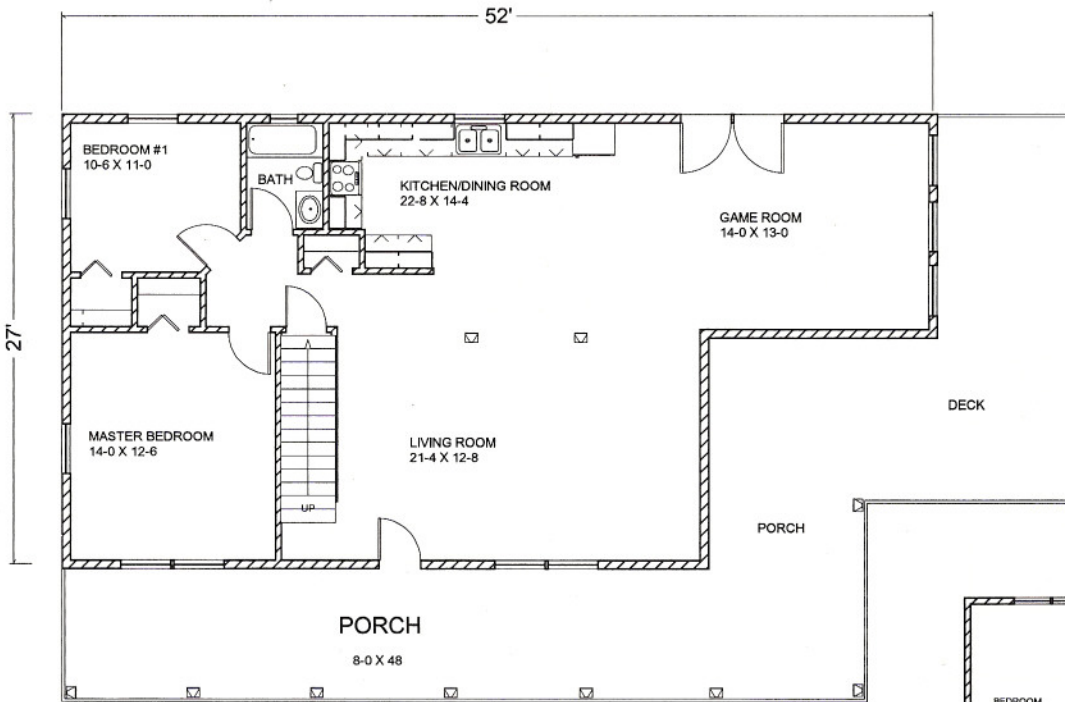 52'
27'
BEDROOM #1
10-6 X 11-0
BATH
KITCHEN/DINING ROOM
22-8 X 14-4
GAME ROOM
14-0 X 13-0
MASTER BEDROOM
14-0 X 12-6
LIVING ROOM
21-4 X 12-8
UP
DECK
PORCH
PORCH
8-0 X 48
BEDROOM